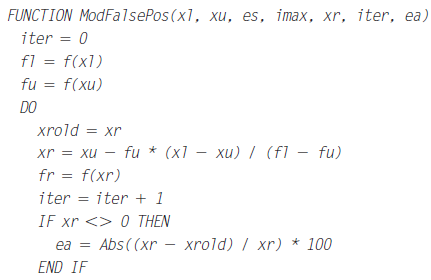 FUNCTION ModFalsePos(xl, xu, es, imax, xr, iter, ea)
iter = 0
fl = f(xl)
fu = f(xu)
DO
xrold = xr
xr = xu − fu * (xl − xu) / (fl − fu)
fr = f(xr)
iter = iter + 1
IF xr <> 0 THEN
ea = Abs((xr − xrold) / xr) * 100
END IF